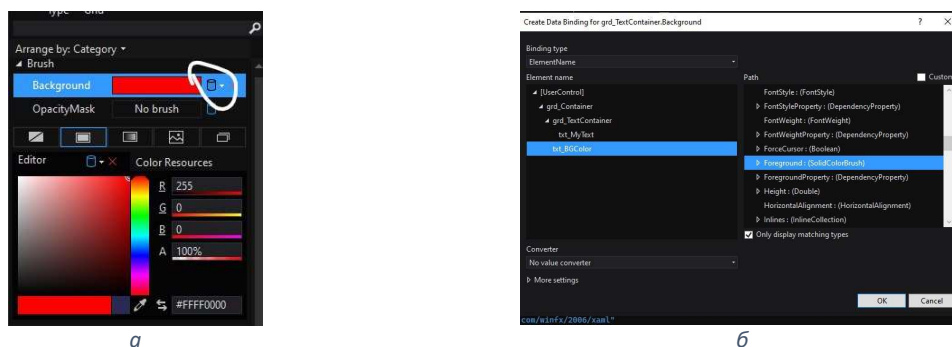 Type Grid
Arrange by: Category
Brush
Background
OpacityMask No brush
Editor Color Resources
R 255
G 0
B 0
A 100%
#FFFF0000
а
Create Data Binding for grd_TextContainer.Background ? X
Binding type
ElementName
Element name
[UserControl]
grd_Container
grd_TextContainer
txt_MyText
txt_BGColor
Path Custom
FontStyle : (FontStyle)
FontStyleProperty : (DependencyProperty)
FontWeight : (FontWeight)
FontWeightProperty : (DependencyProperty)
ForceCursor : (Boolean)
Foreground : (SolidColorBrush)
ForegroundProperty : (DependencyProperty)
Height : (Double)
HorizontalAlignment : (HorizontalAlignment)
Inlines : (InlineCollection)
Only display matching types
Converter
No value converter
More settings
OK Cancel
com/winfx/2006/xaml"
б